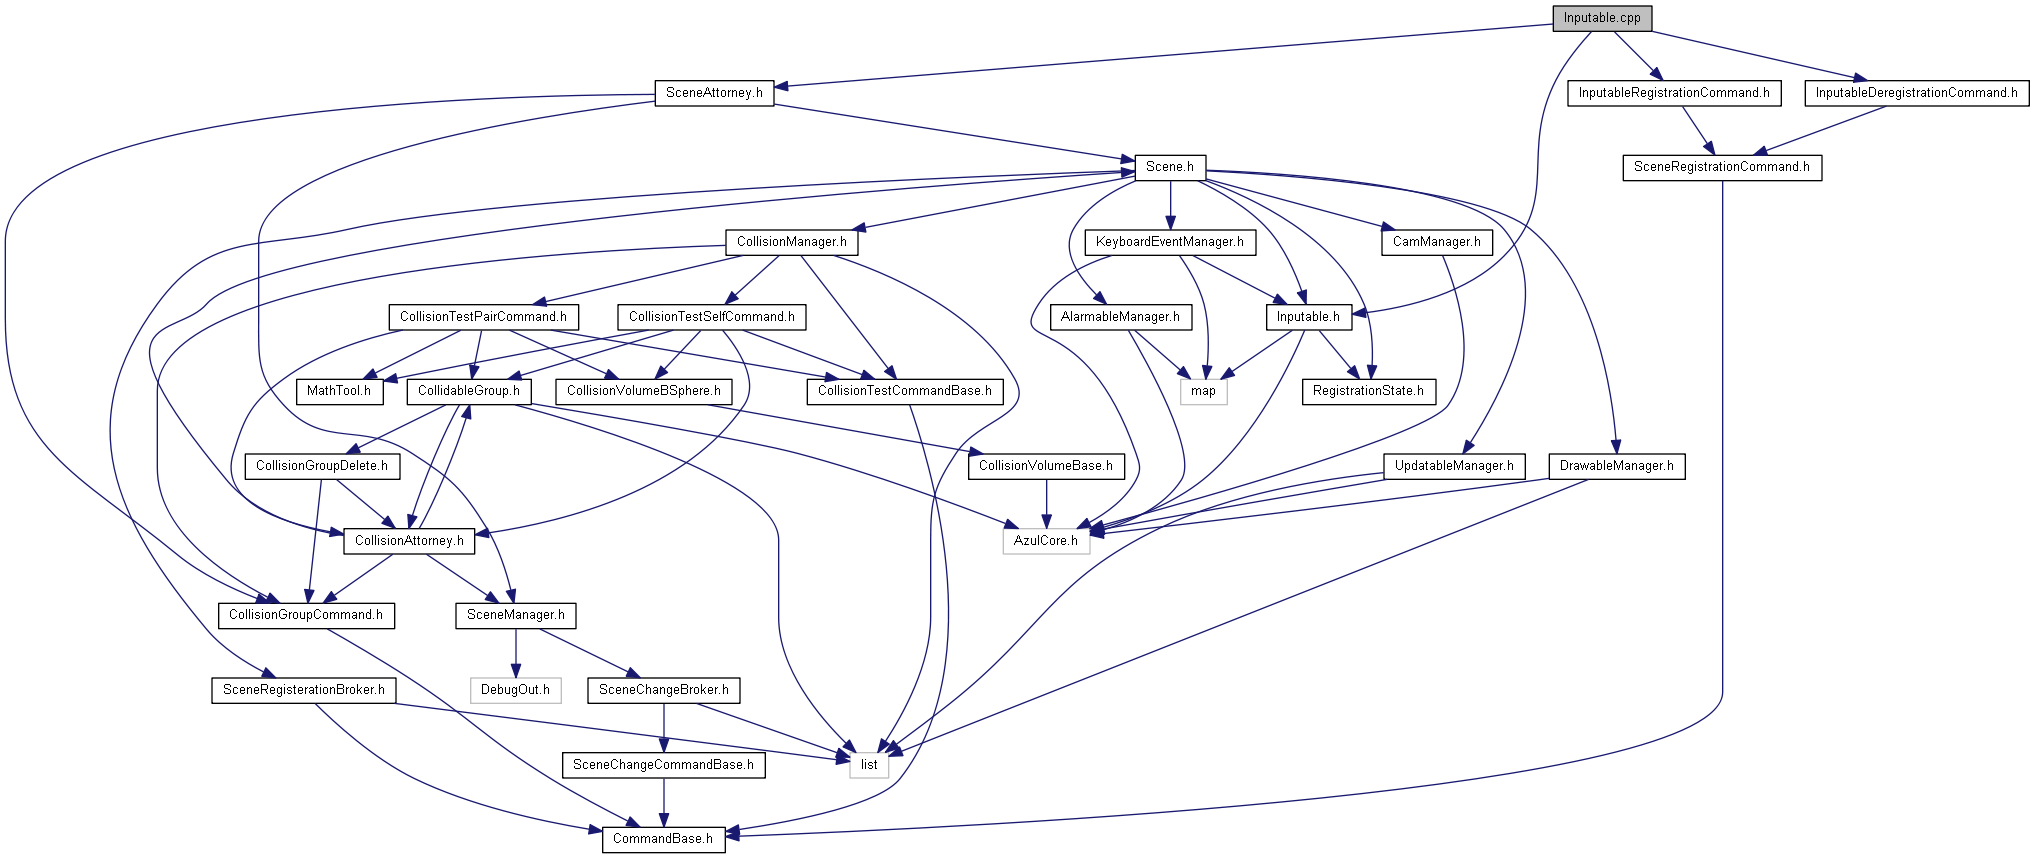 Inputable.cpp
SceneAttorney.h
InputableRegistrationCommand.h
InputableDeregistrationCommand.h
Scene.h
SceneRegistrationCommand.h
CollisionManager.h
KeyboardEventManager.h
CamManager.h
CollisionTestPairCommand.h
CollisionTestSelfCommand.h
AlarmableManager.h
Inputable.h
MathTool.h
CollidableGroup.h
CollisionVolumeBSphere.h
CollisionTestCommandBase.h
map
RegistrationState.h
CollisionGroupDelete.h
CollisionVolumeBase.h
UpdatableManager.h
DrawableManager.h
CollisionAttorney.h
AzulCore.h
CollisionGroupCommand.h
SceneManager.h
SceneRegisterationBroker.h
DebugOut.h
SceneChangeBroker.h
SceneChangeCommandBase.h
list
CommandBase.h